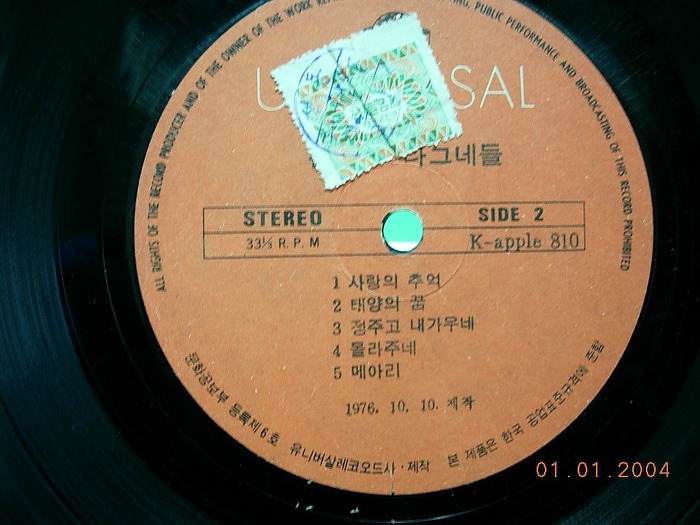 ALL RIGHTS OF THE RECORD PRODUCER AND OF THE OWNER OF THE WORK
PUBLIC PERFORMANCE AND BROADCASTING OF THIS RECORD PROHIBITED
U SAL
그네들
STEREO SIDE 2
33⅓ R.P.M K-apple 810
1 사랑의 추억
2 태양의 꿈
3 정주고 내가우네
4 몰라주네
5 메아리
1976. 10. 10. 제작
문화공보부 등록제6호 유니버살레코오드사·제작 본 제품은 한국 공업표준규격에 준함
01.01.2004